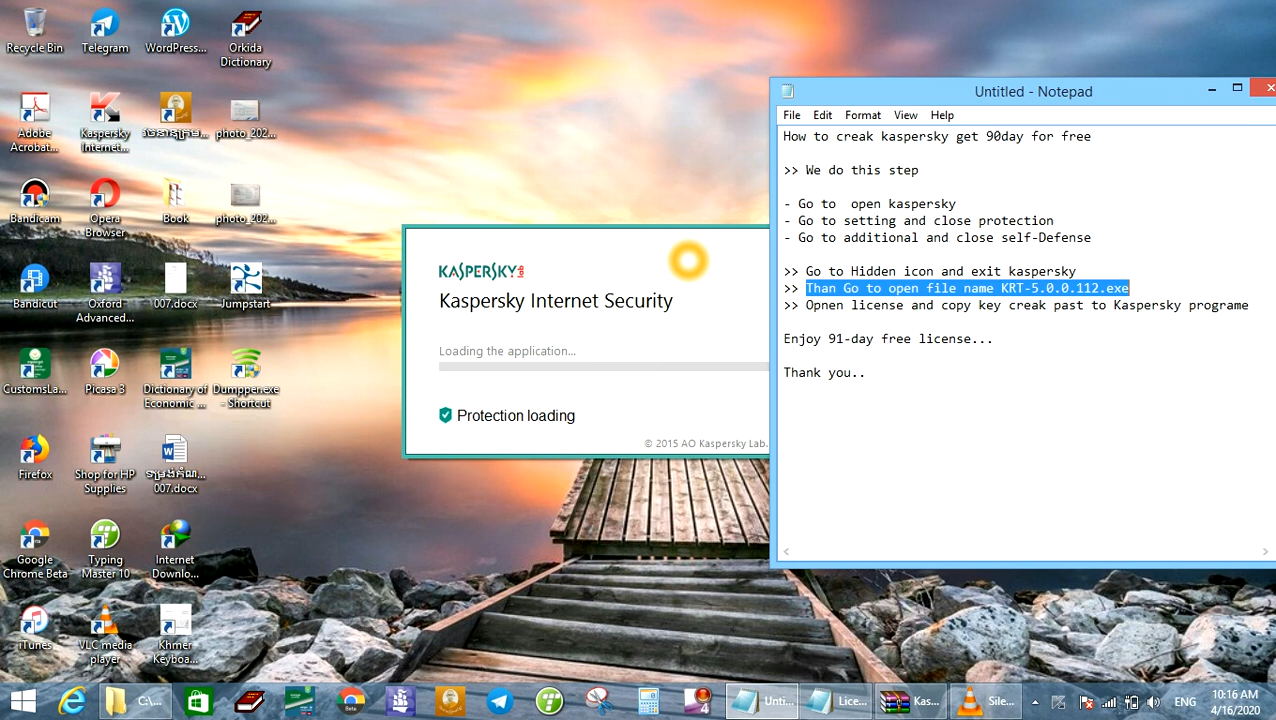 Recycle Bin
Telegram
WordPress...
Orkida
Dictionary
Adobe
Acrobat...
Kaspersky
Internet...
photo_202...
Bandicam
Opera
Browser
Book
photo_202...
Bandicut
Oxford
Advanced...
007.docx
Jumpstart
CustomsLa...
Picasa 3
Dictionary of
Economic ...
Dumpper.exe
- Shortcut
Firefox
Shop for HP
Supplies
007.docx
Google
Chrome Beta
Typing
Master 10
Internet
Downlo...
iTunes
VLC media
player
Khmer
Keyboa...
KASPERSKY lab
Kaspersky Internet Security
Loading the application...
Protection loading
© 2015 AO Kaspersky Lab.
Untitled - Notepad
File Edit Format View Help
How to creak kaspersky get 90day for free
>> We do this step
- Go to  open kaspersky
- Go to setting and close protection
- Go to additional and close self-Defense
>> Go to Hidden icon and exit kaspersky
>> Than Go to open file name KRT-5.0.0.112.exe
>> Opnen license and copy key creak past to Kaspersky programe
Enjoy 91-day free license...
Thank you..
C:\...
Beta
4
Unti...
Lice...
Kas...
Sile...
ENG
10:16 AM
4/16/2020